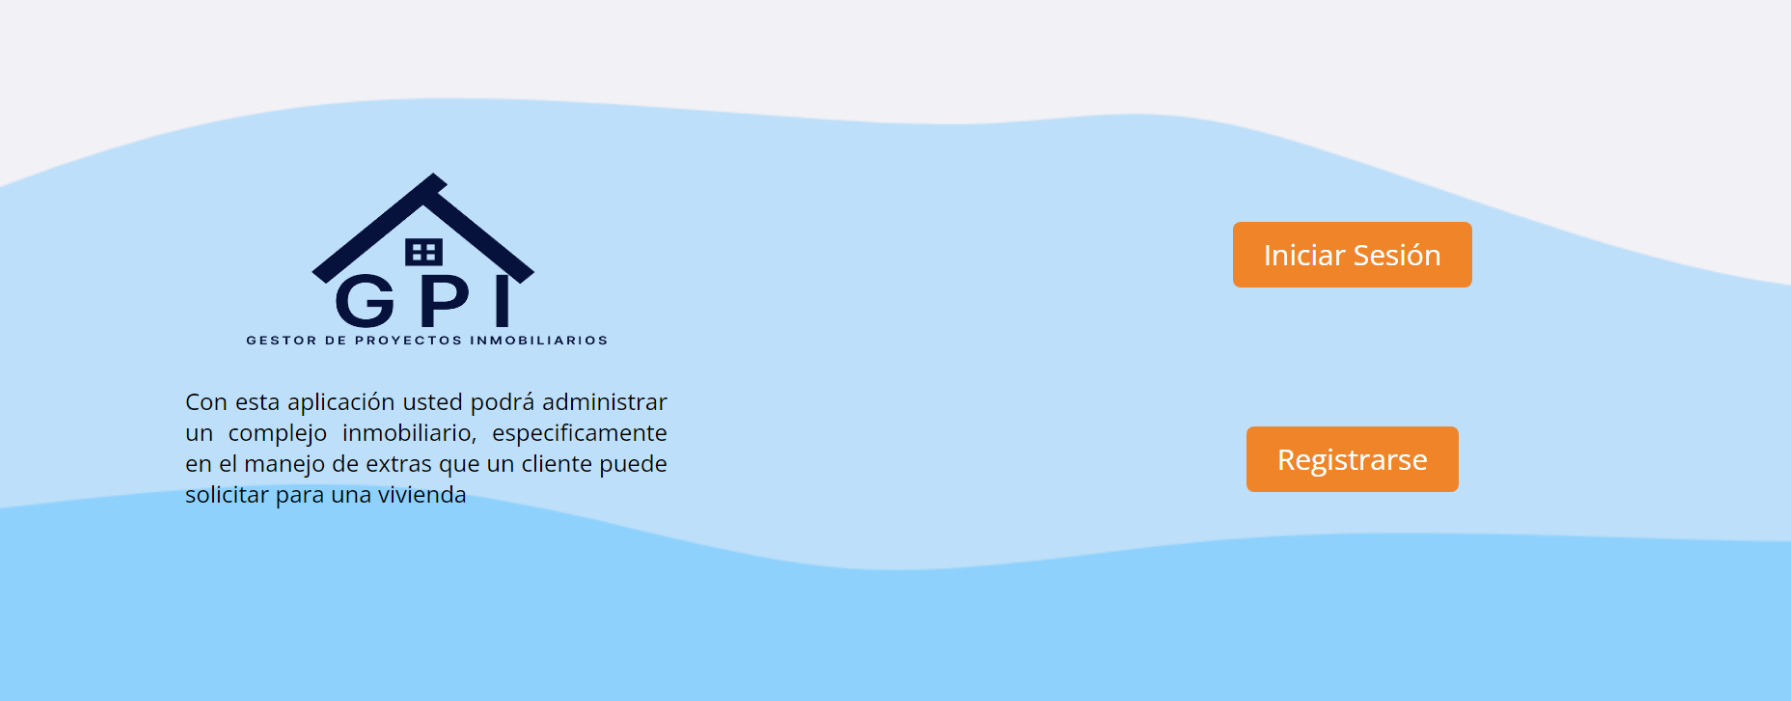 GPI
GESTOR DE PROYECTOS INMOBILIARIOS
Con esta aplicación usted podrá administrar
un complejo inmobiliario, especificamente
en el manejo de extras que un cliente puede
solicitar para una vivienda
Iniciar Sesión
Registrarse